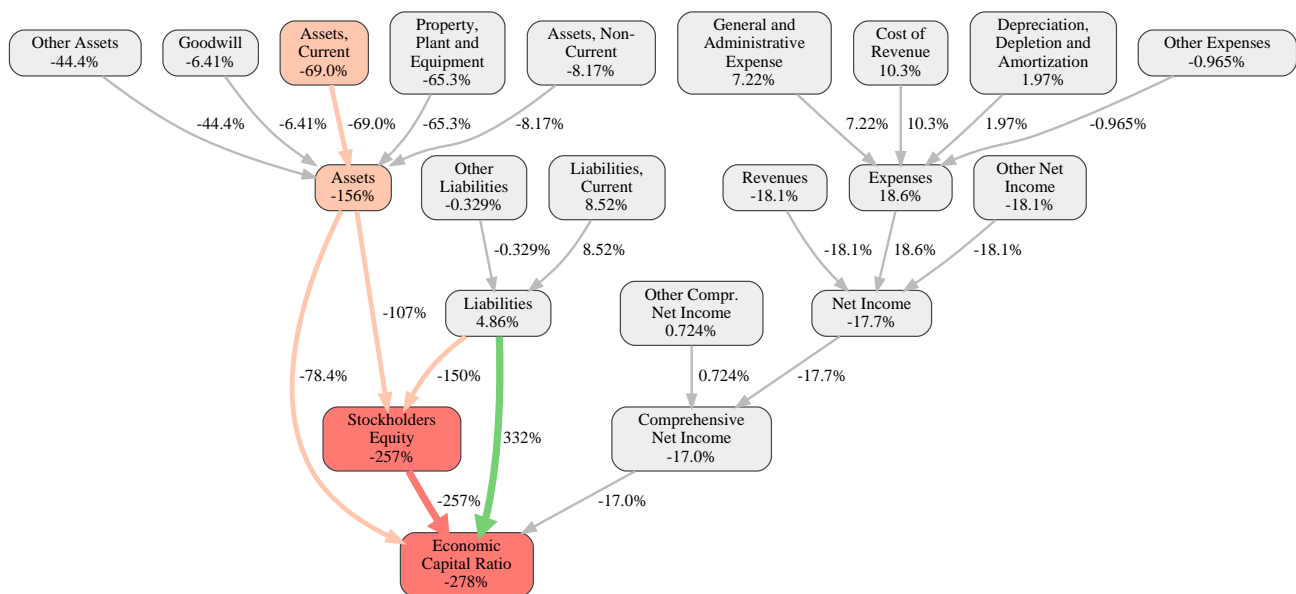 Other Assets
-44.4%
Goodwill
-6.41%
Assets,
Current
-69.0%
Property,
Plant and
Equipment
-65.3%
Assets, Non-
Current
-8.17%
General and
Administrative
Expense
7.22%
Cost of
Revenue
10.3%
Depreciation,
Depletion and
Amortization
1.97%
Other Expenses
-0.965%
-44.4%
-6.41%
-69.0%
-65.3%
-8.17%
7.22%
10.3%
1.97%
-0.965%
Assets
-156%
Other
Liabilities
-0.329%
Liabilities,
Current
8.52%
Revenues
-18.1%
Expenses
18.6%
Other Net
Income
-18.1%
-0.329%
8.52%
-18.1%
18.6%
-18.1%
Liabilities
4.86%
Other Compr.
Net Income
0.724%
Net Income
-17.7%
-107%
-78.4%
-150%
0.724%
-17.7%
Stockholders
Equity
-257%
332%
Comprehensive
Net Income
-17.0%
-257%
-17.0%
Economic
Capital Ratio
-278%